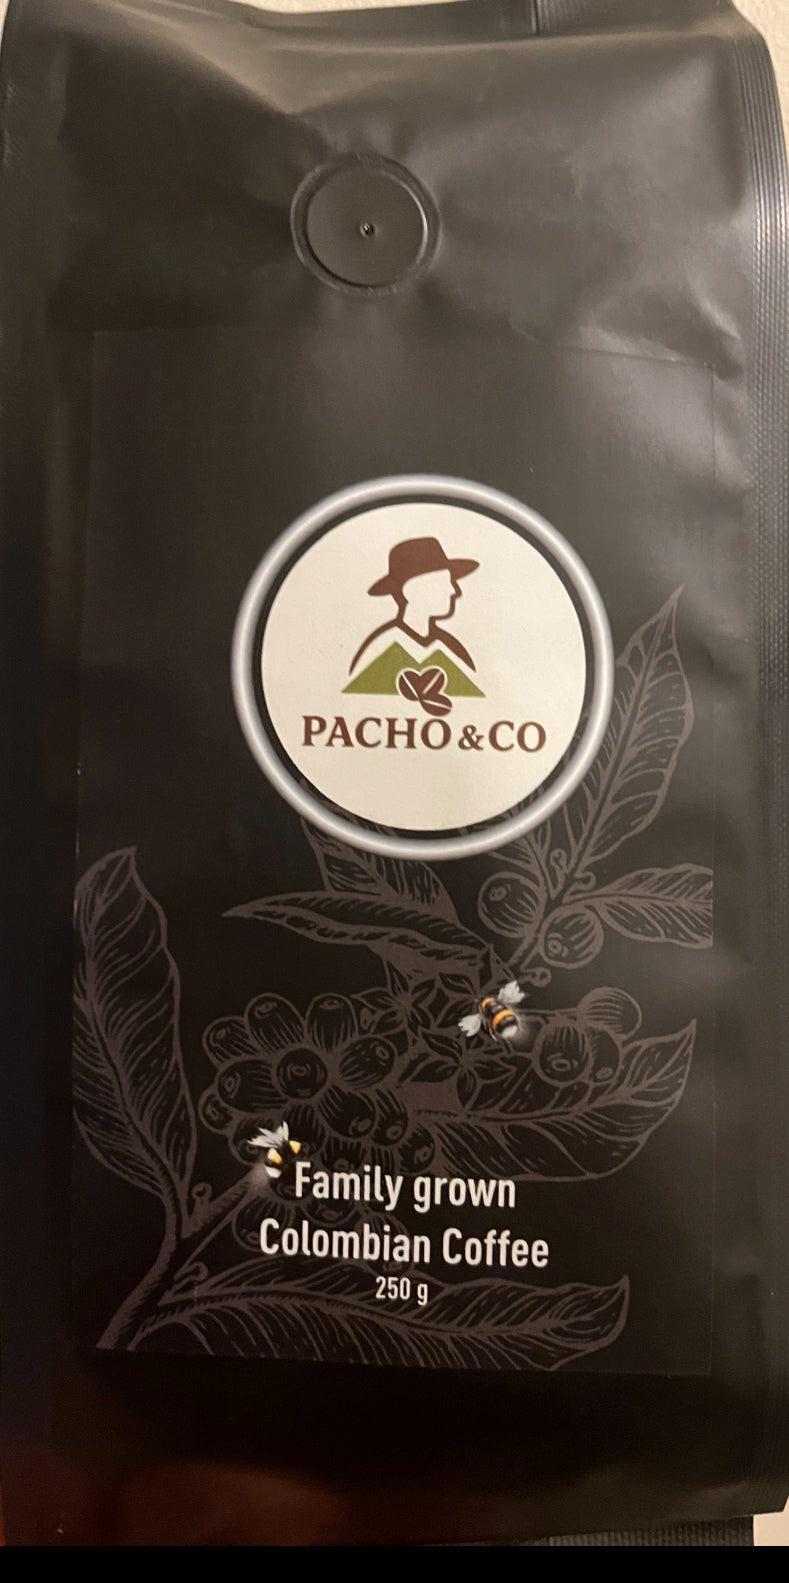 PACHO & CO
Family grown
Colombian Coffee
250 g